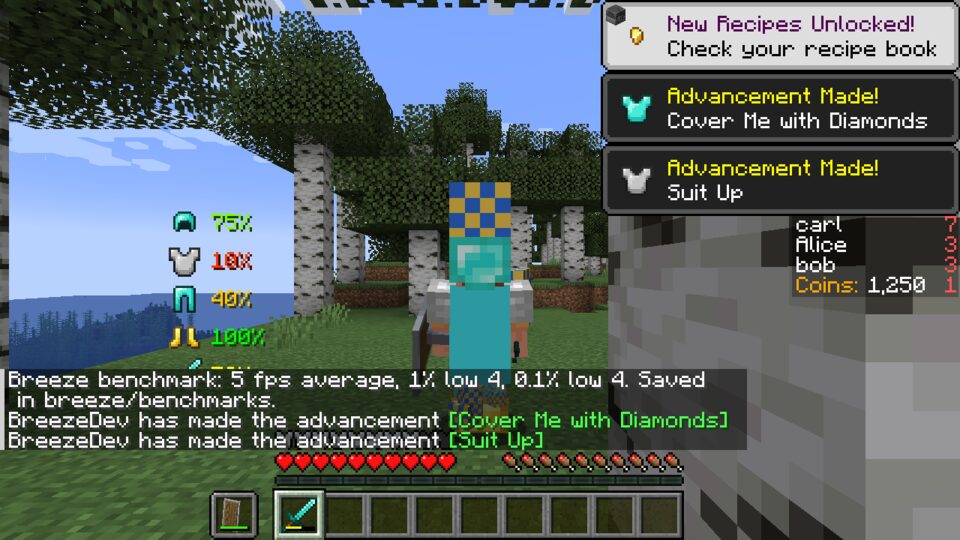 New Recipes Unlocked!
Check your recipe book
Advancement Made!
Cover Me with Diamonds
Advancement Made!
Suit Up
carl 7
Alice 3
bob 3
Coins: 1,250 1
75%
10%
40%
100%
Breeze benchmark: 5 fps average, 1% low 4, 0.1% low 4. Saved
in breeze/benchmarks.
BreezeDev has made the advancement [Cover Me with Diamonds]
BreezeDev has made the advancement [Suit Up]